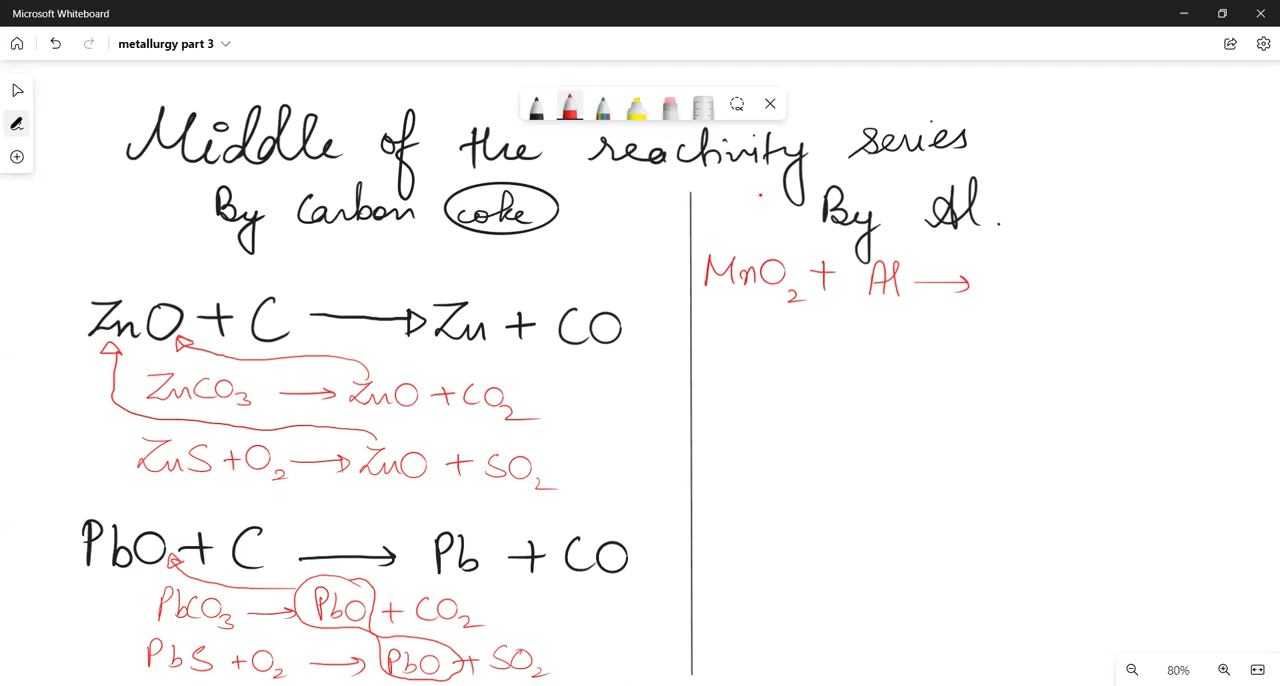 Microsoft Whiteboard
metallurgy part 3
Middle of the reactivity series
By Carbon coke
ZnO + C → Zn + CO
ZnCO3 → ZnO + CO2
ZnS + O2 → ZnO + SO2
PbO + C → Pb + CO
PbCO3 → PbO + CO2
PbS + O2 → PbO + SO2
By Al.
MnO2 + Al →
80%